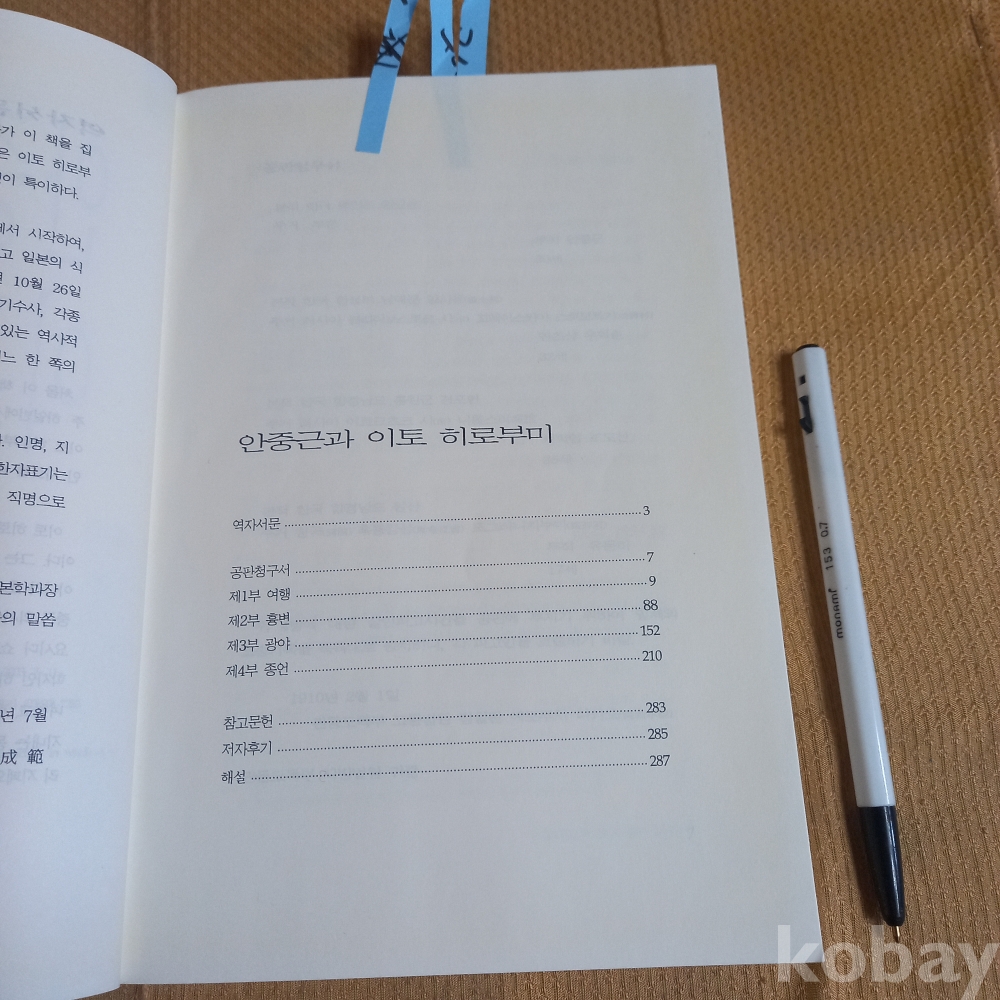 가 이 책을 집
은 이토 히로부
이 특이하다.
에서 시작하여,
고 일본의 식
10월 26일
기수사, 각종
있는 역사적
느 한 쪽의
인명, 지
한자표기는
직명으로
본학과장
의 말씀
년 7월
成 範
안중근과 이토 히로부미
역자서문 3
공판청구서 7
제1부 여행 9
제2부 흉변 88
제3부 광야 152
제4부 종언 210
참고문헌 283
저자후기 285
해설 287
monami 153 0.7
kobay